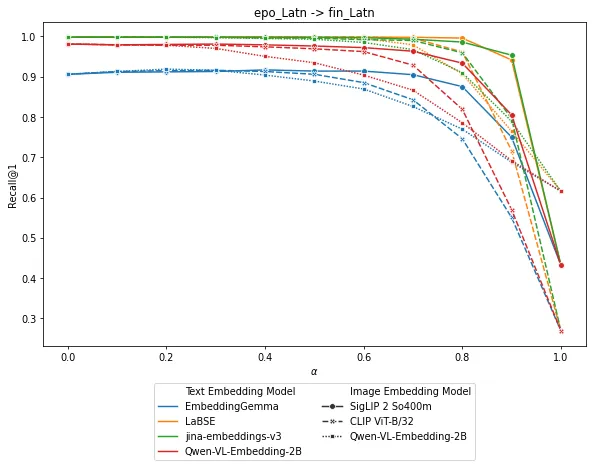 epo_Latn -> fin_Latn
Recall@1
1.0
0.9
0.8
0.7
0.6
0.5
0.4
0.3
0.0 0.2 0.4 0.6 0.8 1.0
α
Text Embedding Model Image Embedding Model
EmbeddingGemma SigLIP 2 So400m
LaBSE CLIP ViT-B/32
jina-embeddings-v3 Qwen-VL-Embedding-2B
Qwen-VL-Embedding-2B